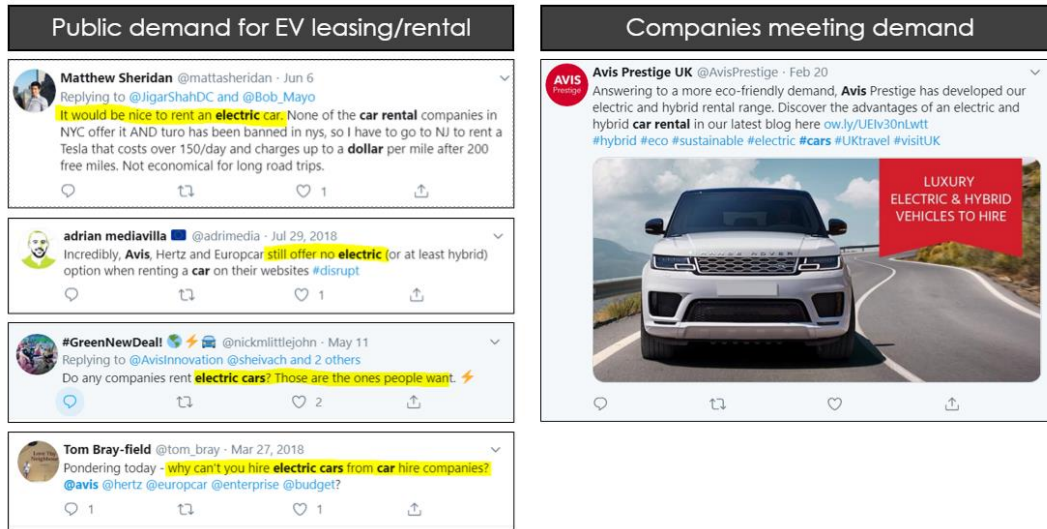 Public demand for EV leasing/rental
Matthew Sheridan @mattasheridan · Jun 6
Replying to @JigarShahDC and @Bob_Mayo
It would be nice to rent an electric car. None of the car rental companies in
NYC offer it AND turo has been banned in nys, so I have to go to NJ to rent a
Tesla that costs over 150/day and charges up to a dollar per mile after 200
free miles. Not economical for long road trips.
1
adrian mediavilla 🇪🇺 @adrimedia · Jul 29, 2018
Incredibly, Avis, Hertz and Europcar still offer no electric (or at least hybrid)
option when renting a car on their websites #disrupt
1
#GreenNewDeal! 🌎⚡🚘 @nickmlittlejohn · May 11
Replying to @AvisInnovation @sheivach and 2 others
Do any companies rent electric cars? Those are the ones people want. ⚡
2
Tom Bray-field @tom_bray · Mar 27, 2018
Pondering today - why can't you hire electric cars from car hire companies?
@avis @hertz @europcar @enterprise @budget?
1 1
Companies meeting demand
AVIS
Prestige
Avis Prestige UK @AvisPrestige · Feb 20
Answering to a more eco-friendly demand, Avis Prestige has developed our
electric and hybrid rental range. Discover the advantages of an electric and
hybrid car rental in our latest blog here ow.ly/UEIv30nLwtt
#hybrid #eco #sustainable #electric #cars #UKtravel #visitUK
LUXURY
ELECTRIC & HYBRID
VEHICLES TO HIRE